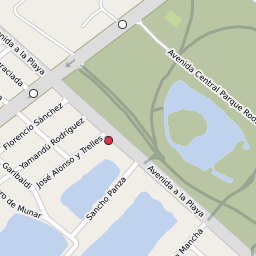 Avenida a la Playa
Avenida Central Parque Roo
Florencio Sánchez
Yamandú Rodríguez
José Alonso y Trelles
Garibaldi
Sancho Panza
Avenida a la Playa
a Mancha